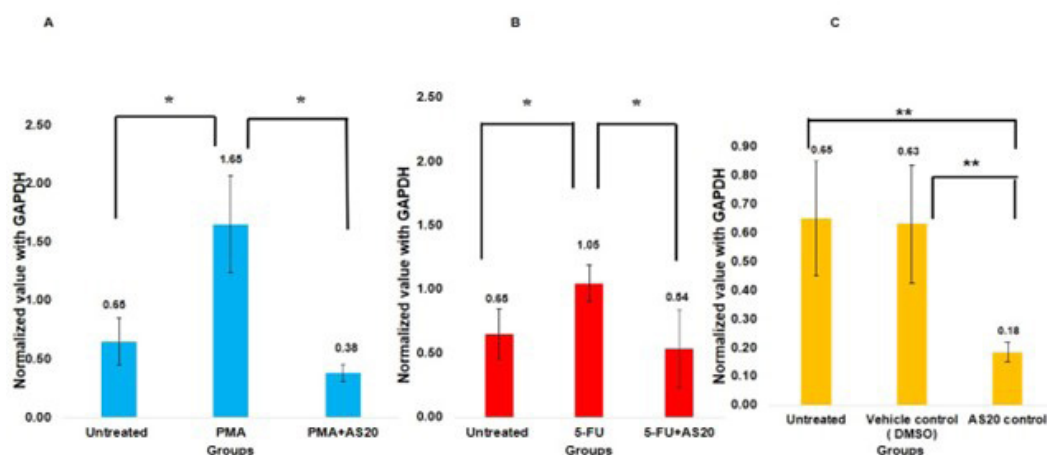 A
*
*
2.50
2.00
1.50
1.00
0.50
0.00
Normalized value with GAPDH
0.65
1.65
0.38
Untreated PMA PMA+AS20
Groups
B
*
*
2.50
2.00
1.50
1.00
0.50
0.00
Normalized value with GAPDH
0.65
1.05
0.54
Untreated 5-FU 5-FU+AS20
Groups
C
**
**
0.90
0.80
0.70
0.60
0.50
0.40
0.30
0.20
0.10
0.00
Normalized value with GAPDH
0.65
0.63
0.18
Untreated Vehicle control AS20 control
( DMSO)
Groups